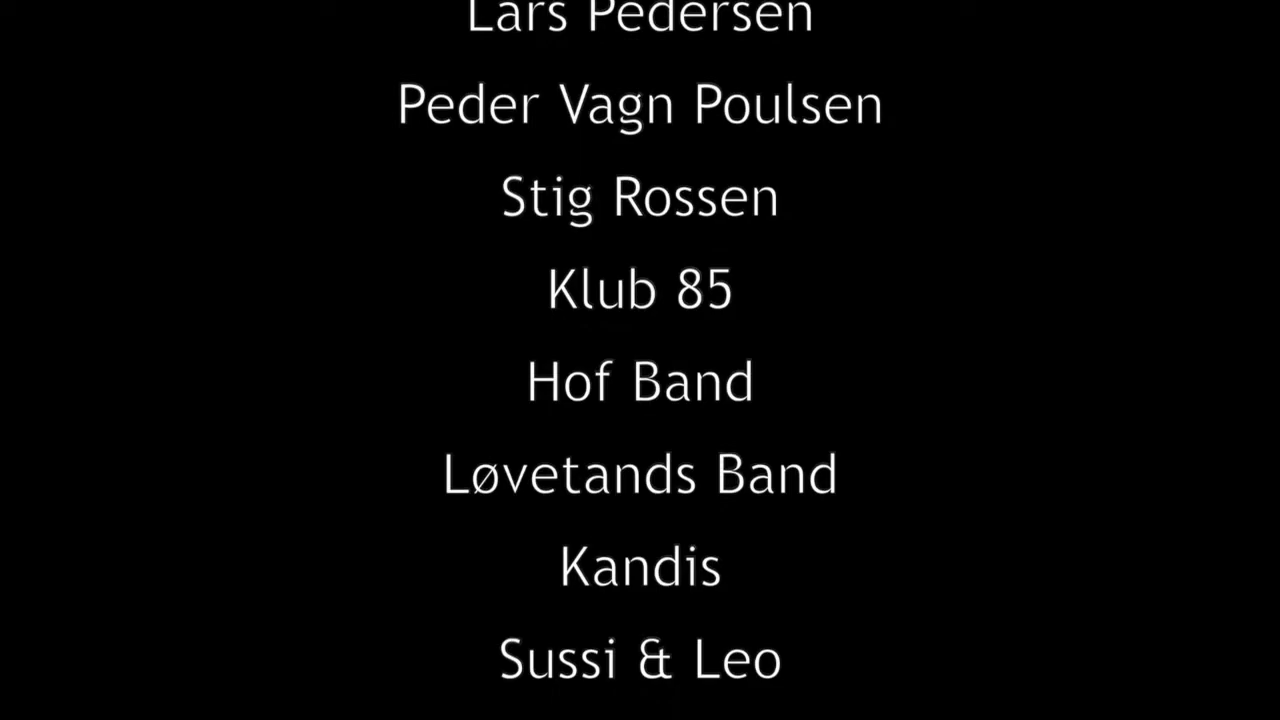 Lars Pedersen
Peder Vagn Poulsen
Stig Rossen
Klub 85
Hof Band
Løvetands Band
Kandis
Sussi & Leo